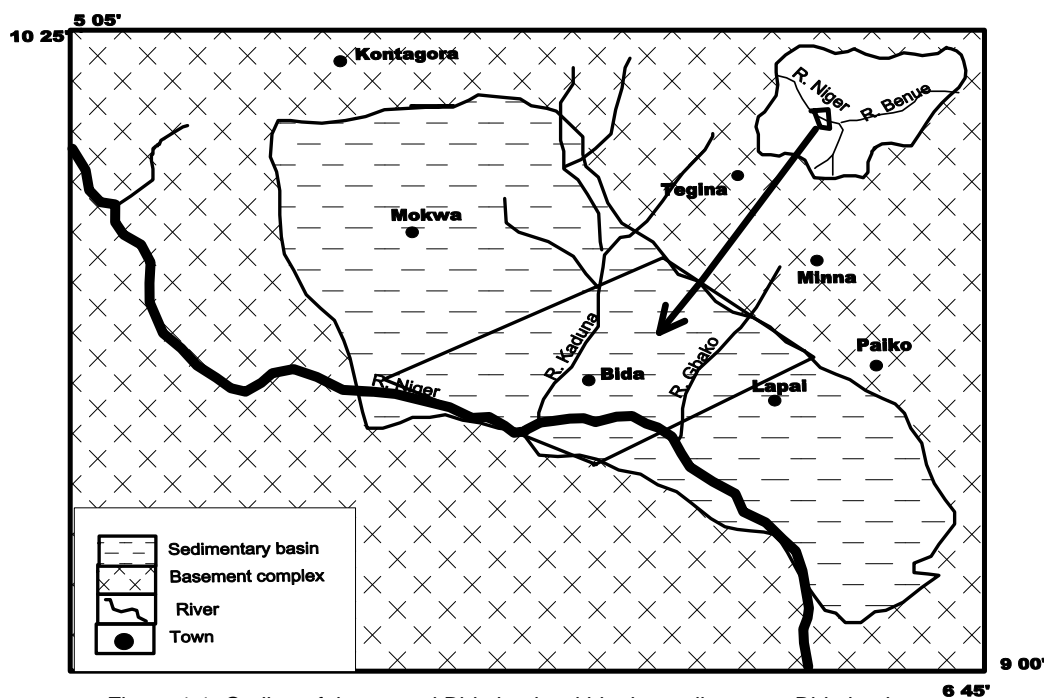 5 05'
10 25'
Kontagora
R. Niger
R. Benue
Tegina
Mokwa
Minna
R. Kaduna
R. Gbako
Paiko
Bida
R. Niger
Lapai
Sedimentary basin
Basement complex
River
Town
9 00'
6 45'